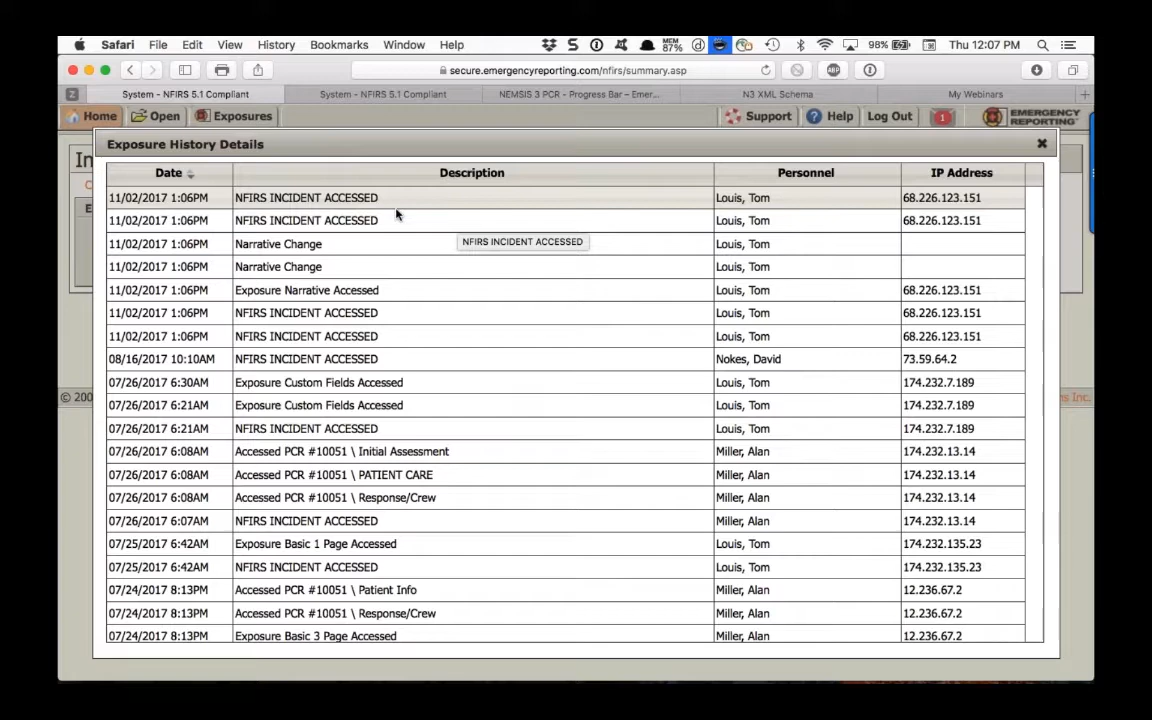 Safari File Edit View History Bookmarks Window Help MEM 87% 98% Thu 12:07 PM
secure.emergencyreporting.com/nfirs/summary.asp ABP
Z System - NFIRS 5.1 Compliant System - NFIRS 5.1 Compliant NEMSIS 3 PCR - Progress Bar – Emer... N3 XML Schema My Webinars
Home Open Exposures Support Help Log Out 1 EMERGENCY REPORTING
In
Exposure History Details
Date Description Personnel IP Address
11/02/2017 1:06PM NFIRS INCIDENT ACCESSED Louis, Tom 68.226.123.151
11/02/2017 1:06PM NFIRS INCIDENT ACCESSED Louis, Tom 68.226.123.151
NFIRS INCIDENT ACCESSED
11/02/2017 1:06PM Narrative Change Louis, Tom
11/02/2017 1:06PM Narrative Change Louis, Tom
11/02/2017 1:06PM Exposure Narrative Accessed Louis, Tom 68.226.123.151
11/02/2017 1:06PM NFIRS INCIDENT ACCESSED Louis, Tom 68.226.123.151
11/02/2017 1:06PM NFIRS INCIDENT ACCESSED Louis, Tom 68.226.123.151
08/16/2017 10:10AM NFIRS INCIDENT ACCESSED Nokes, David 73.59.64.2
07/26/2017 6:30AM Exposure Custom Fields Accessed Louis, Tom 174.232.7.189
07/26/2017 6:21AM Exposure Custom Fields Accessed Louis, Tom 174.232.7.189
07/26/2017 6:21AM NFIRS INCIDENT ACCESSED Louis, Tom 174.232.7.189
07/26/2017 6:08AM Accessed PCR #10051 \ Initial Assessment Miller, Alan 174.232.13.14
07/26/2017 6:08AM Accessed PCR #10051 \ PATIENT CARE Miller, Alan 174.232.13.14
07/26/2017 6:08AM Accessed PCR #10051 \ Response/Crew Miller, Alan 174.232.13.14
07/26/2017 6:07AM NFIRS INCIDENT ACCESSED Miller, Alan 174.232.13.14
07/25/2017 6:42AM Exposure Basic 1 Page Accessed Louis, Tom 174.232.135.23
07/25/2017 6:42AM NFIRS INCIDENT ACCESSED Louis, Tom 174.232.135.23
07/24/2017 8:13PM Accessed PCR #10051 \ Patient Info Miller, Alan 12.236.67.2
07/24/2017 8:13PM Accessed PCR #10051 \ Response/Crew Miller, Alan 12.236.67.2
07/24/2017 8:13PM Exposure Basic 3 Page Accessed Miller, Alan 12.236.67.2
© 200 s Inc.